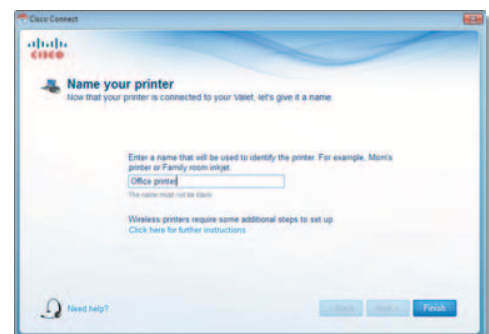 Cisco Connect
CISCO
Name your printer
Now that your printer is connected to your Valet, let's give it a name.
Enter a name that will be used to identify the printer. For example, Mom's
printer or Family room inkjet.
Office printer
The name must not be blank
Wireless printers require some additional steps to set up.
Click here for further instructions
Need help?
Back
Next
Finish